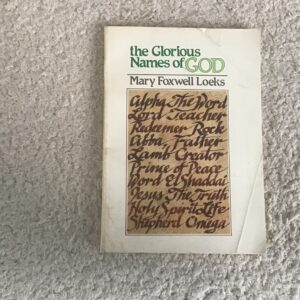 the Glorious
Names of GOD
Mary Foxwell Loeks
Alpha The Word
Lord Teacher
Redeemer Rock
Abba, Father
Lamb Creator
Prince of Peace
Word El Shaddai
Jesus The Truth
Holy Spirit Life
Shepherd Omega